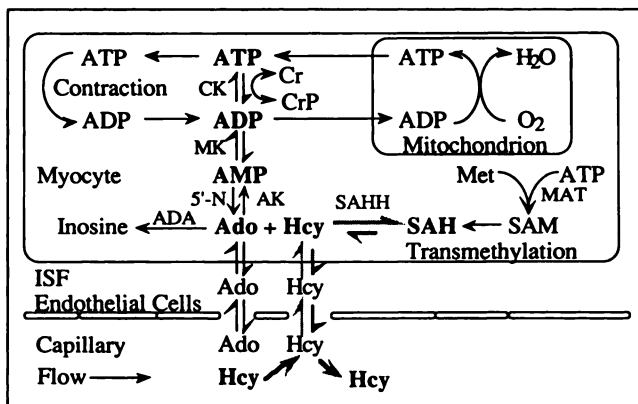 ATP ATP ATP H2O
Contraction CK Cr
CrP
ADP ADP ADP O2
MK Mitochondrion
Myocyte AMP Met ATP
5'-N AK SAHH MAT
Inosine ADA Ado + Hcy SAH SAM
Transmethylation
ISF Ado Hcy
Endothelial Cells
Capillary Ado Hcy
Flow Hcy Hcy